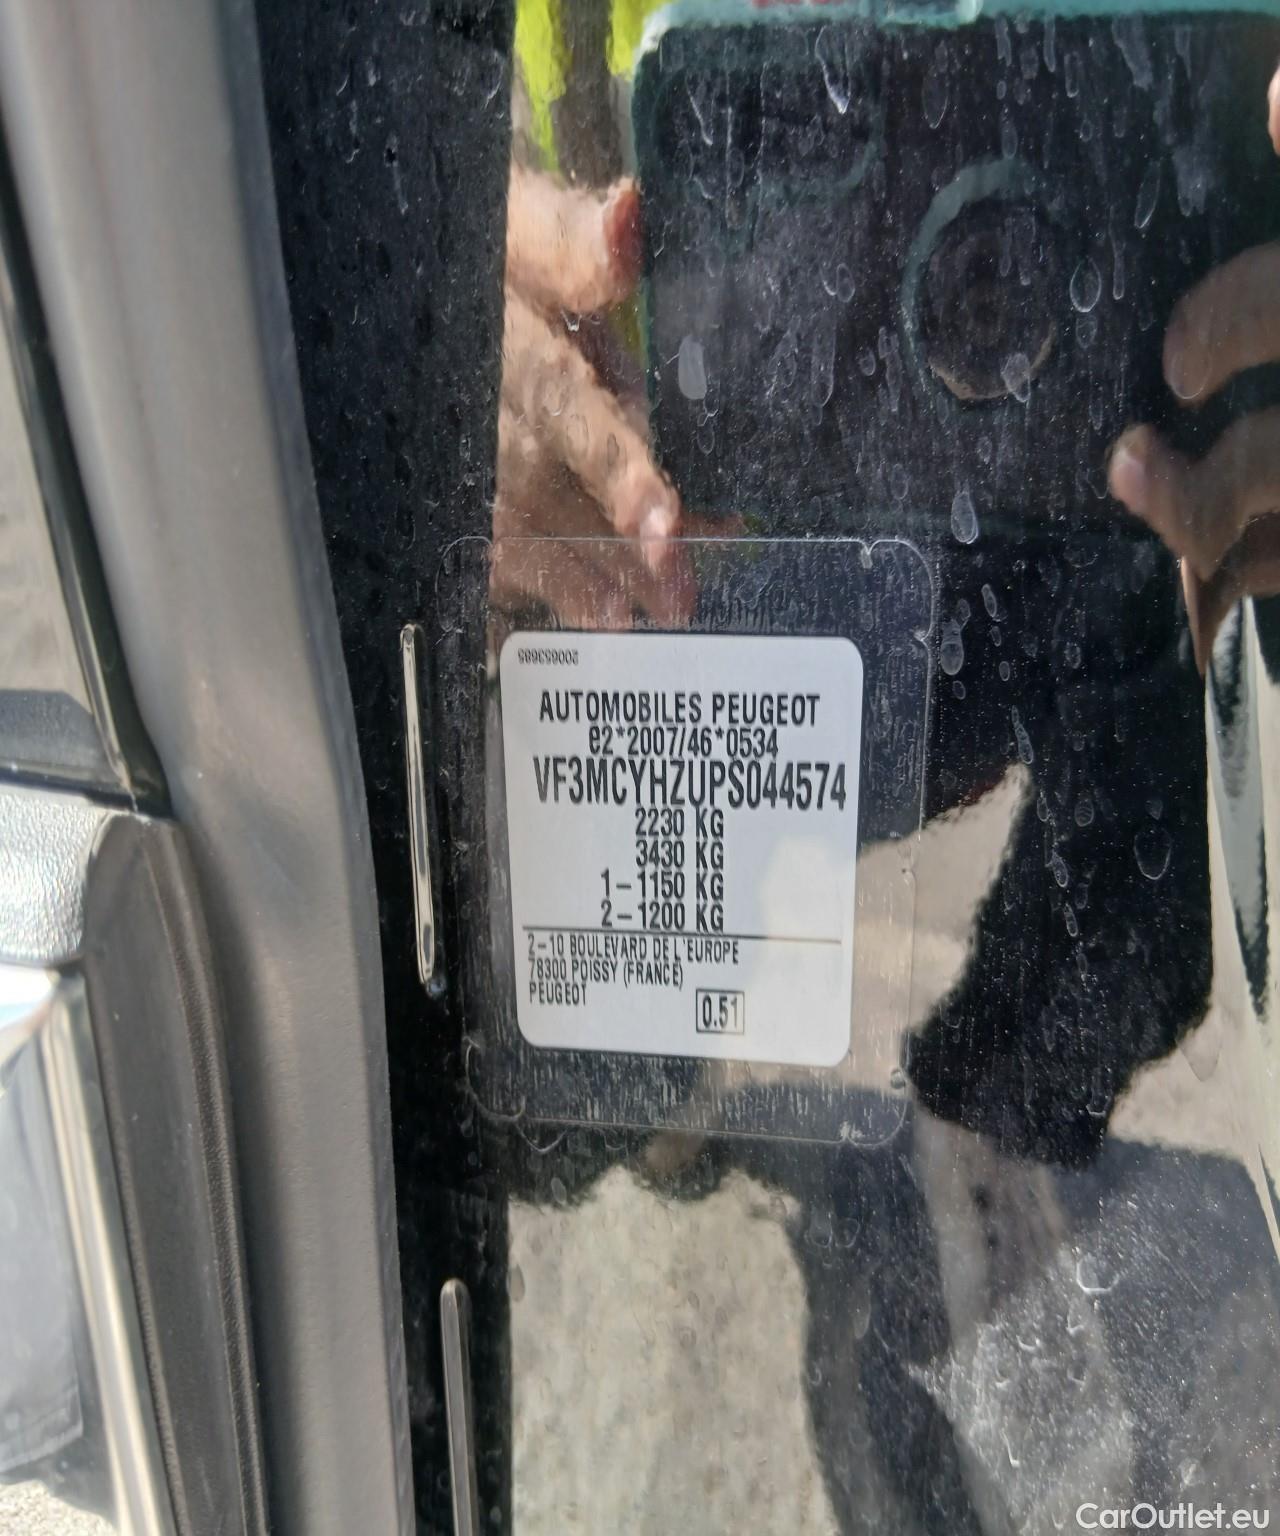 200653685
AUTOMOBILES PEUGEOT
e2*2007/46*0534
VF3MCYHZUPS044574
2230 KG
3430 KG
1-1150 KG
2-1200 KG
2-10 BOULEVARD DE L'EUROPE
78300 POISSY (FRANCE)
PEUGEOT
0.51
CarOutlet.eu